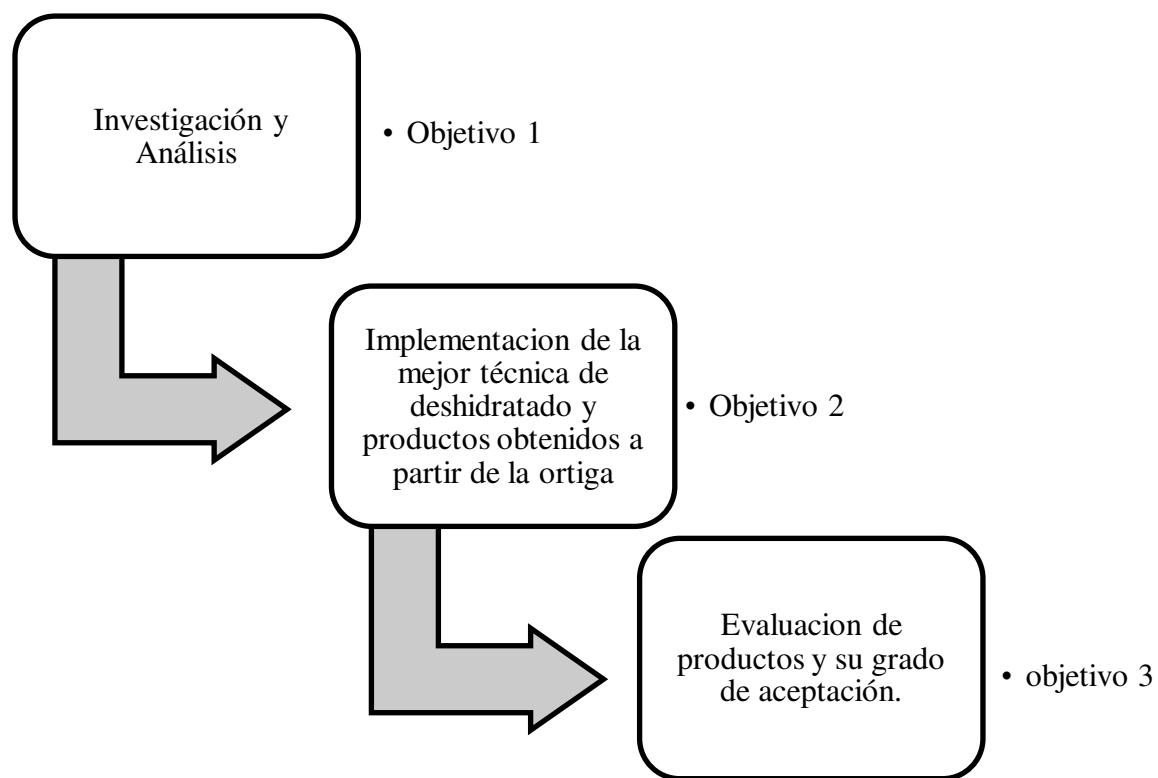 Investigación y
Análisis
• Objetivo 1
Implementacion de la
mejor técnica de
deshidratado y
productos obtenidos a
partir de la ortiga
• Objetivo 2
Evaluacion de
productos y su grado
de aceptación.
• objetivo 3